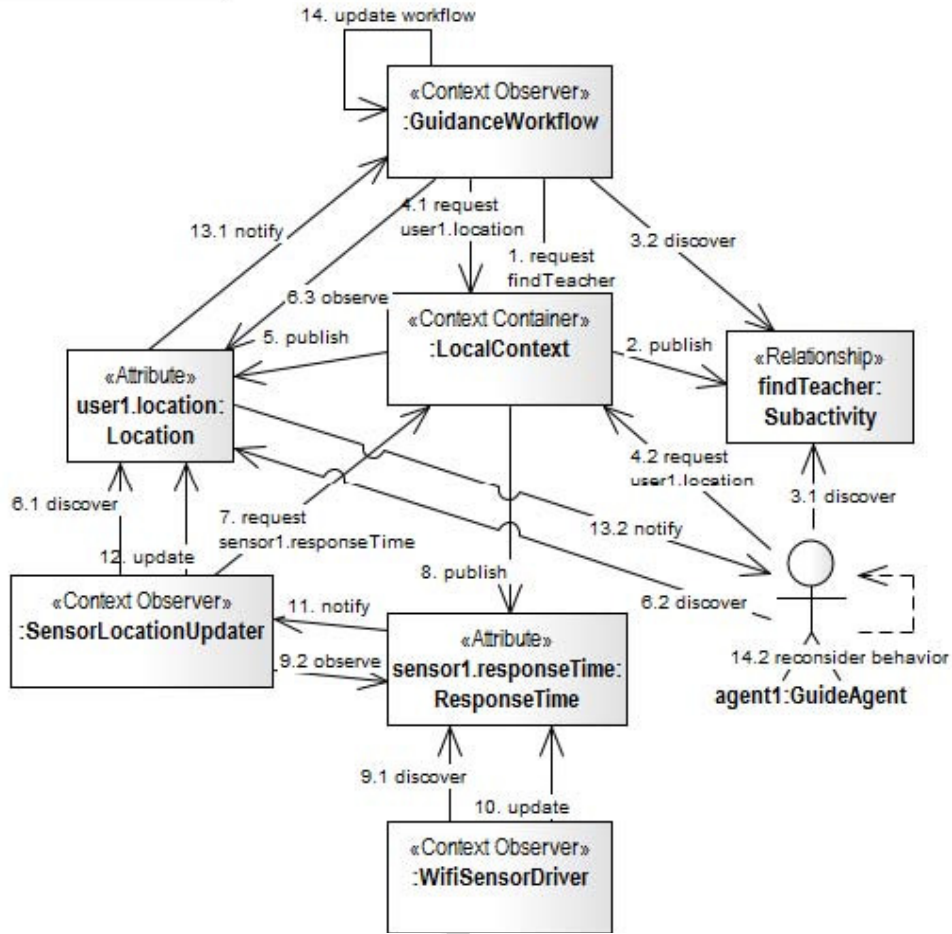 14. update workflow
«Context Observer»
:GuidanceWorkflow
13.1 notify
4.1 request
user1.location
3.2 discover
1. request
findTeacher
6.3 observe
«Context Container»
:LocalContext
5. publish
2. publish
«Attribute»
user1.location:
Location
«Relationship»
findTeacher:
Subactivity
4.2 request
user1.location
6.1 discover
7. request
sensor1.responseTime
3.1 discover
13.2 notify
12. update
8. publish
«Context Observer»
:SensorLocationUpdater
11. notify
6.2 discover
«Attribute»
sensor1.responseTime:
ResponseTime
9.2 observe
14.2 reconsider behavior
agent1:GuideAgent
9.1 discover
10. update
«Context Observer»
:WifiSensorDriver